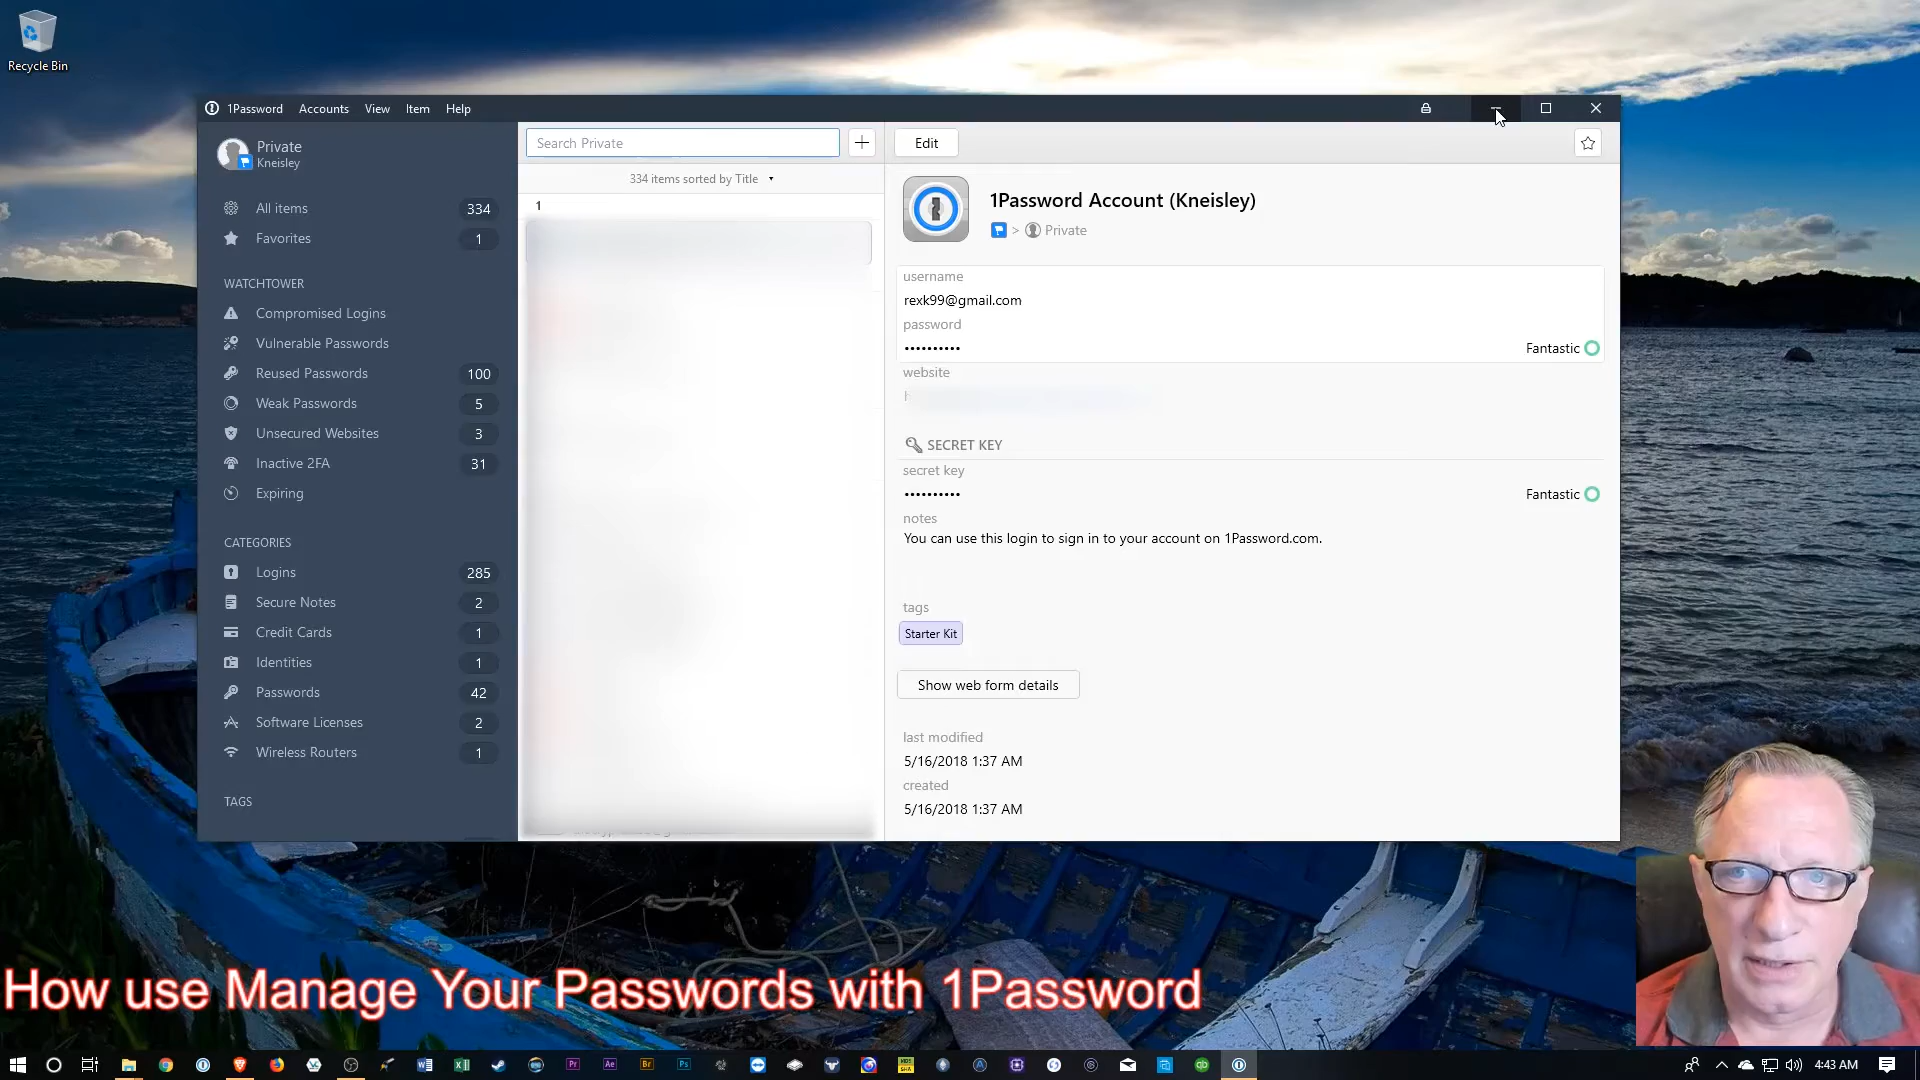 Recycle Bin
1Password Accounts View Item Help
Private
Kneisley
All items 334
Favorites 1
WATCHTOWER
Compromised Logins
Vulnerable Passwords
Reused Passwords 100
Weak Passwords 5
Unsecured Websites 3
Inactive 2FA 31
Expiring
CATEGORIES
Logins 285
Secure Notes 2
Credit Cards 1
Identities 1
Passwords 42
Software Licenses 2
Wireless Routers 1
TAGS
Search Private
334 items sorted by Title
1
Edit
1Password Account (Kneisley)
> Private
username
rexk99@gmail.com
password
•••••••••• Fantastic
website
SECRET KEY
secret key
•••••••••• Fantastic
notes
You can use this login to sign in to your account on 1Password.com.
tags
Starter Kit
Show web form details
last modified
5/16/2018 1:37 AM
created
5/16/2018 1:37 AM
How use Manage Your Passwords with 1Password
Pr Ae Br Ps
4:43 AM